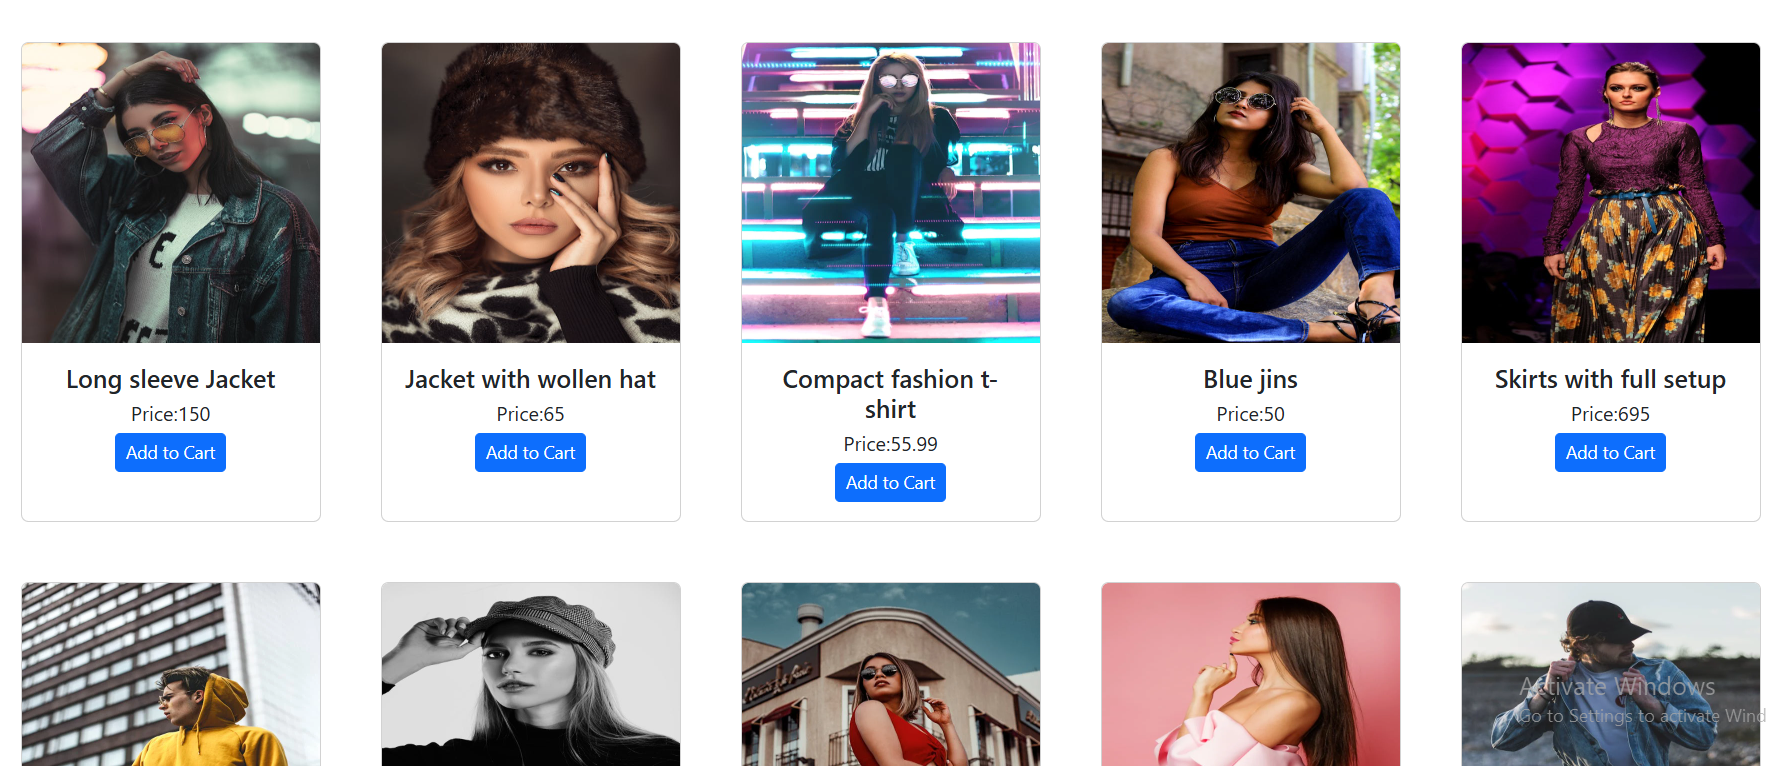 Long sleeve Jacket
Price:150
Add to Cart
Jacket with wollen hat
Price:65
Add to Cart
Compact fashion t-
shirt
Price:55.99
Add to Cart
Blue jins
Price:50
Add to Cart
Skirts with full setup
Price:695
Add to Cart
Activate Windows
Go to Settings to activate Wind